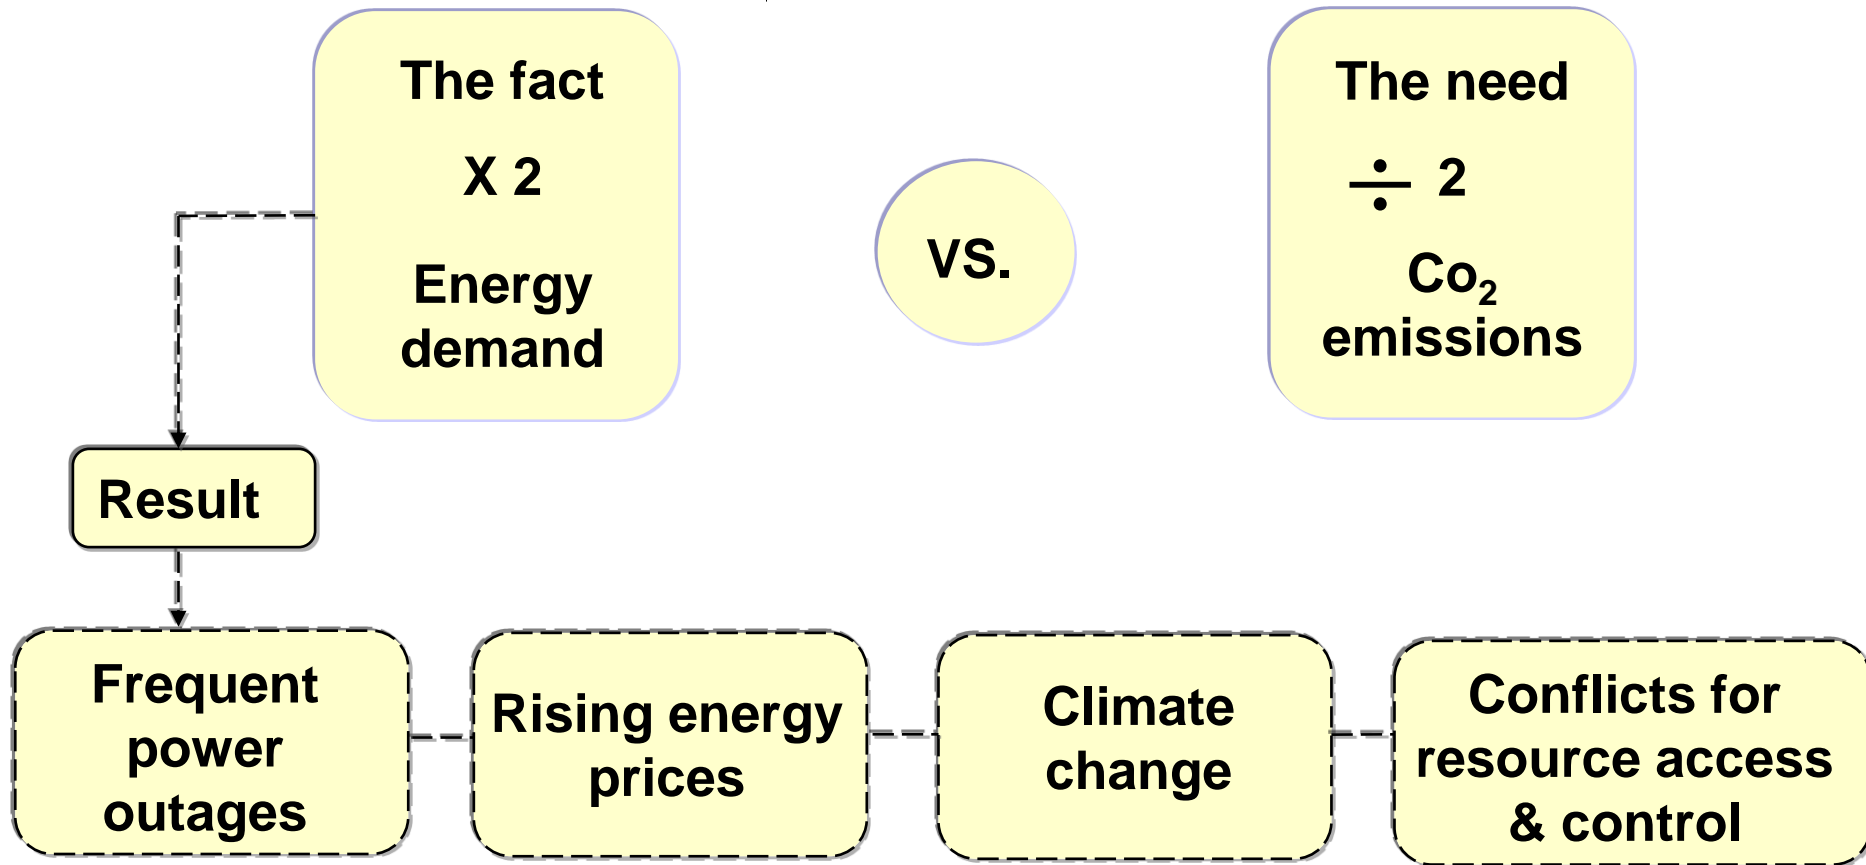 The fact
X 2
Energy
demand
VS.
The need
÷ 2
Co₂
emissions
Result
Frequent
power
outages
Rising energy
prices
Climate
change
Conflicts for
resource access
& control